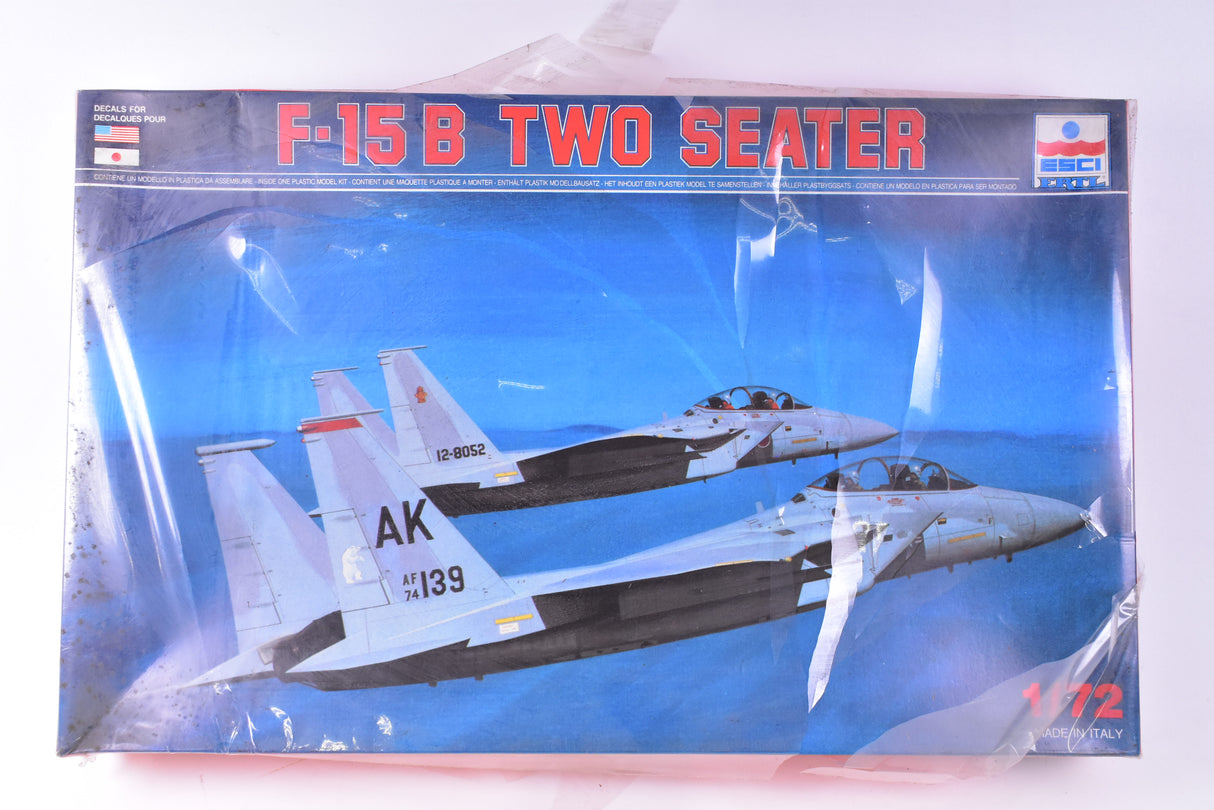 DECALS FOR
DECALQUES POUR
F-15 B TWO SEATER
ESCI
ERTL
CONTIENE UN MODELLO IN PLASTICA DA ASSEMBLARE - INSIDE ONE PLASTIC MODEL KIT - CONTIENT UNE MAQUETTE PLASTIQUE A MONTER - ENTHÄLT PLASTIK MODELLBAUSATZ - HET INHOUDT EEN PLASTIEK MODEL TE SAMENSTELLEN - INNEHÅLLER PLASTBYGGSATS - CONTIENE UN MODELO EN PLASTICA PARA SER MONTADO
12-8052
AK
AF
74 139
1/72
MADE IN ITALY